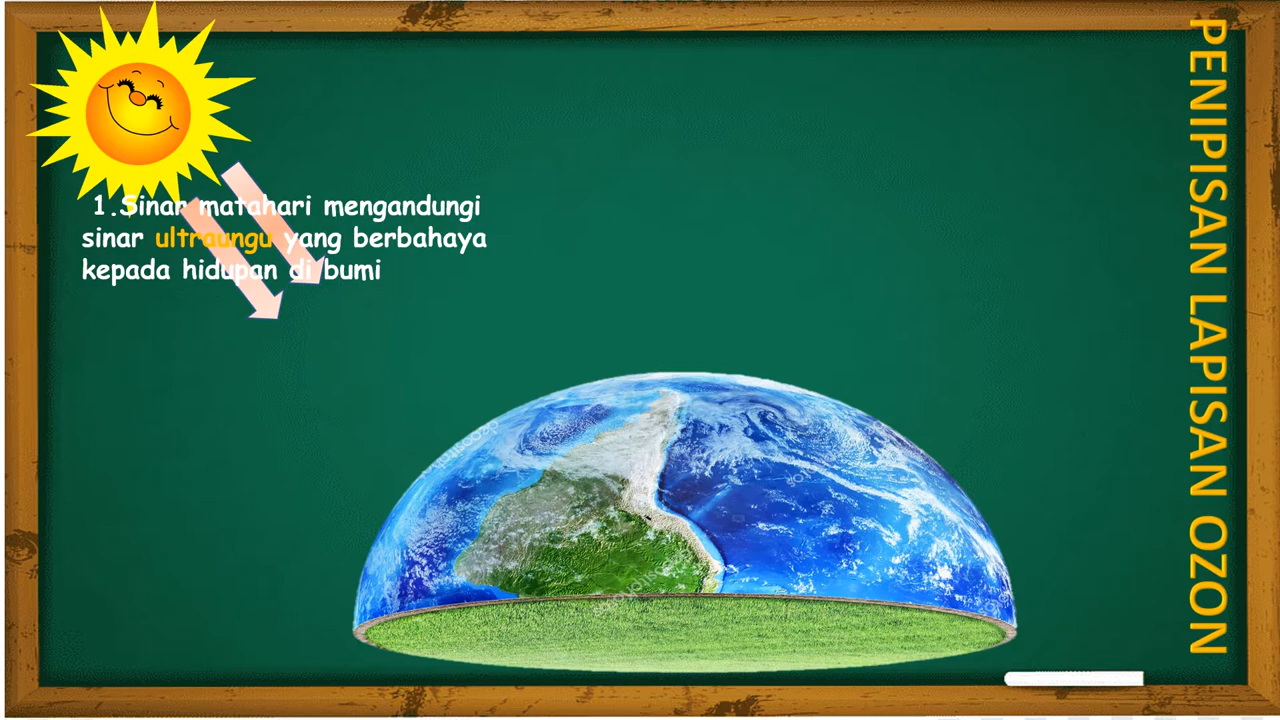 PENIPISAN LAPISAN OZON
1.Sinar matahari mengandungi
sinar ultraungu yang berbahaya
kepada hidupan di bumi